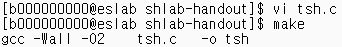 [b000000000@eslab shlab-handout]$ vi tsh.c
[b000000000@eslab shlab-handout]$ make
gcc -Wall -O2 tsh.c -o tsh